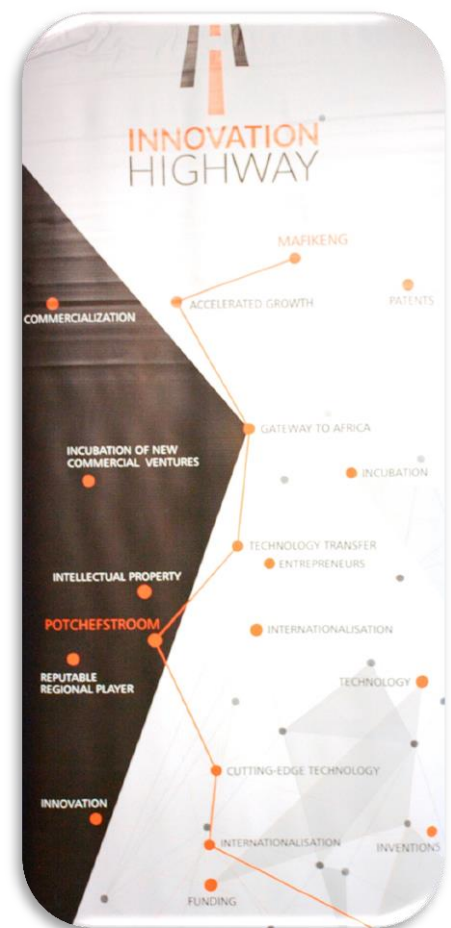 INNOVATION
HIGHWAY
MAFIKENG
PATENTS
ACCELERATED GROWTH
COMMERCIALIZATION
GATEWAY TO AFRICA
INCUBATION OF NEW
COMMERCIAL VENTURES
INCUBATION
TECHNOLOGY TRANSFER
ENTREPRENEURS
INTELLECTUAL PROPERTY
POTCHEFSTROOM
INTERNATIONALISATION
REPUTABLE
REGIONAL PLAYER
TECHNOLOGY
CUTTING-EDGE TECHNOLOGY
INNOVATION
INTERNATIONALISATION
INVENTIONS
FUNDING